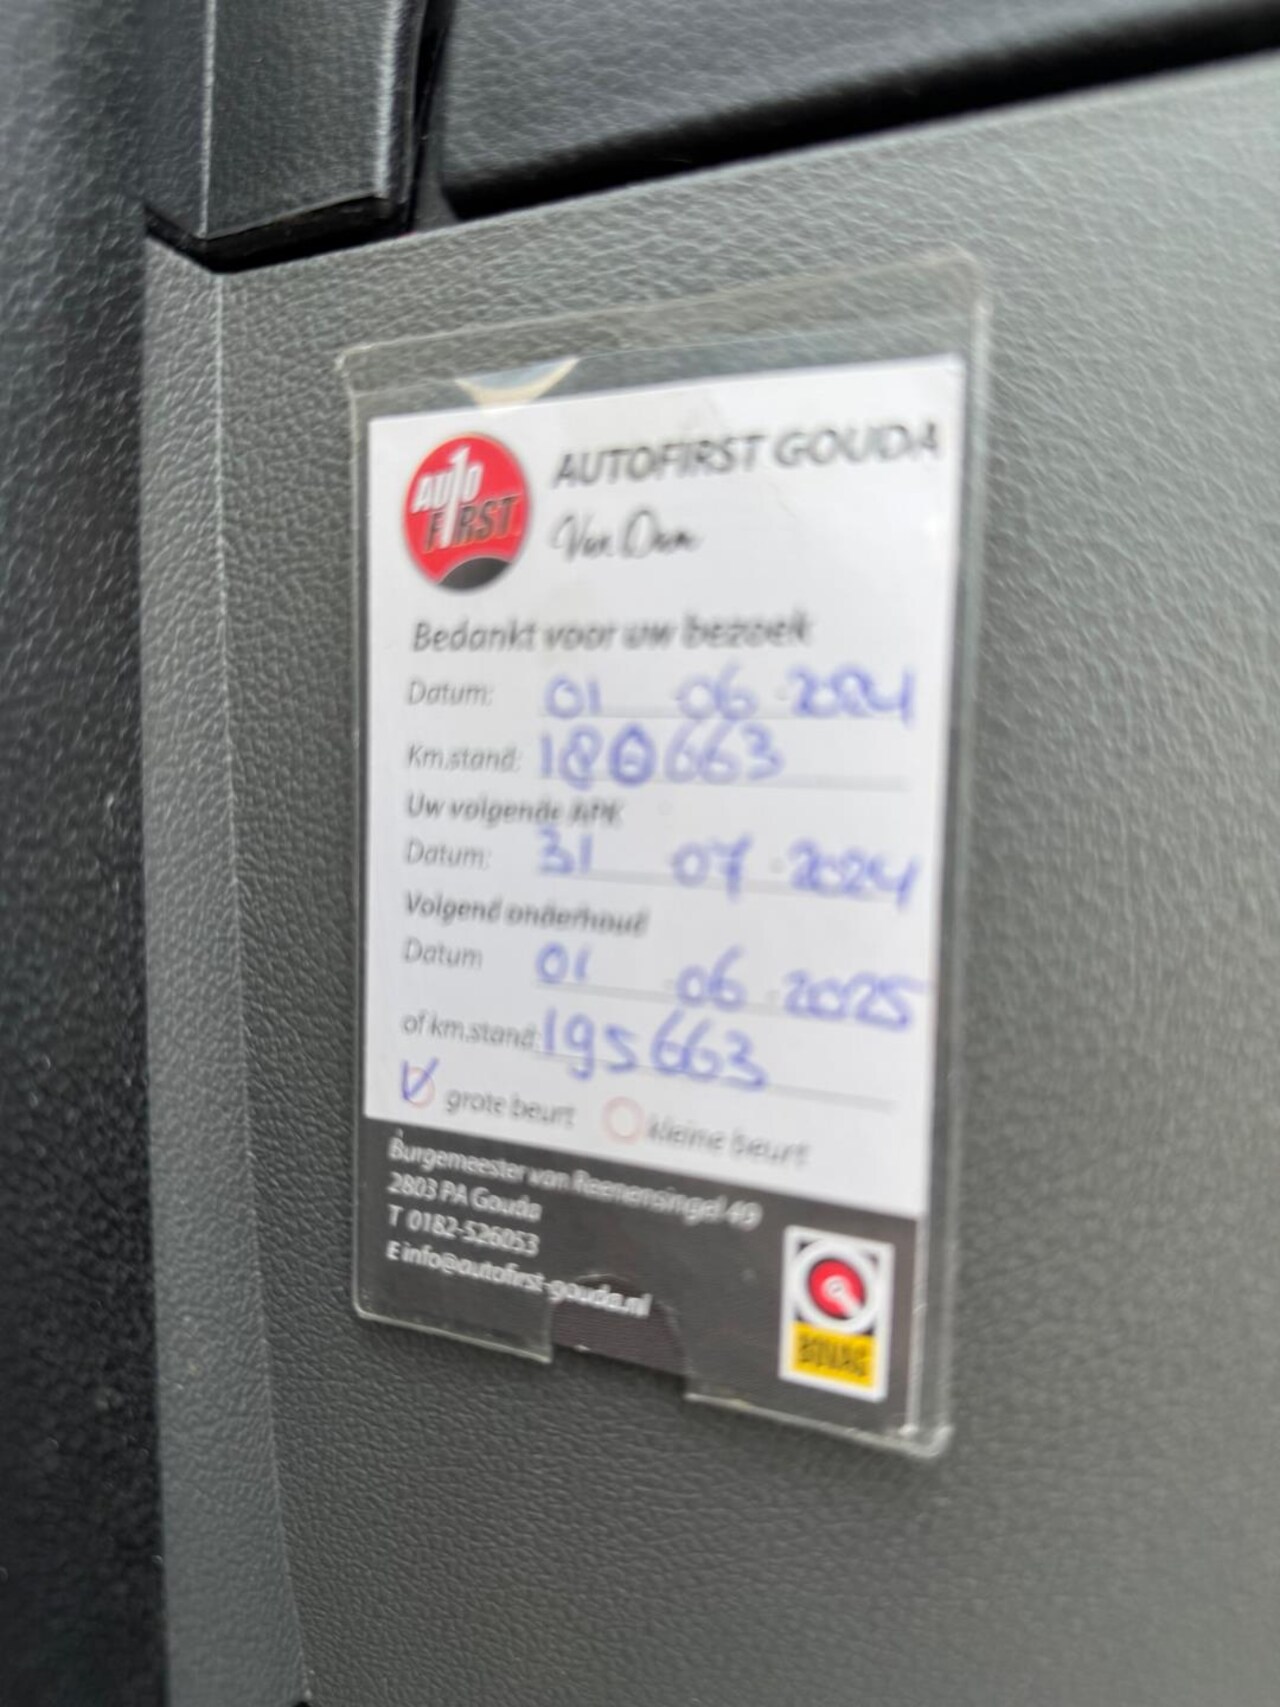 AUTO
FIRST
AUTOFIRST GOUDA
Van Dam
Bedankt voor uw bezoek
Datum: 01 06 2024
Km.stand: 180663
Uw volgende APK
Datum: 31 07 2024
Volgend onderhoud
Datum 01 06 2025
of km.stand: 195663
grote beurt kleine beurt
Burgemeester van Reenensingel 49
2803 PA Gouda
T 0182-526053
E info@autofirst-gouda.nl
BOVAG